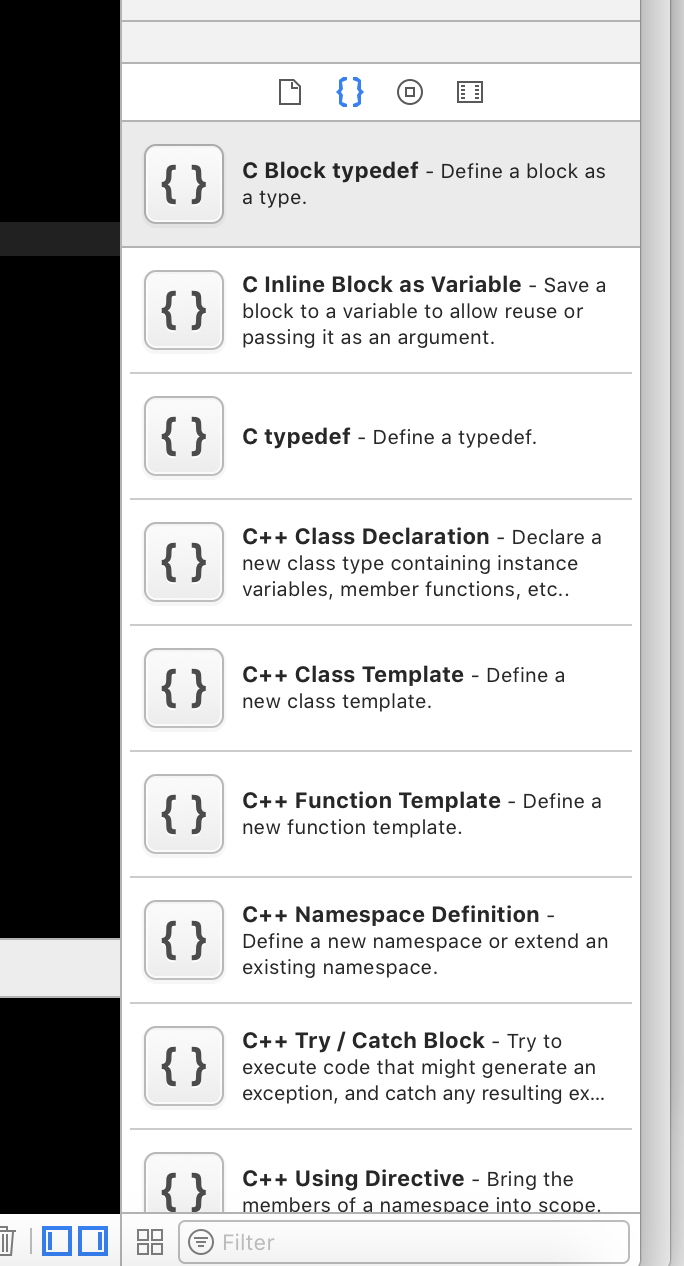 C Block typedef - Define a block as
a type.
C Inline Block as Variable - Save a
block to a variable to allow reuse or
passing it as an argument.
C typedef - Define a typedef.
C++ Class Declaration - Declare a
new class type containing instance
variables, member functions, etc..
C++ Class Template - Define a
new class template.
C++ Function Template - Define a
new function template.
C++ Namespace Definition -
Define a new namespace or extend an
existing namespace.
C++ Try / Catch Block - Try to
execute code that might generate an
exception, and catch any resulting ex...
C++ Using Directive - Bring the
members of a namespace into scope.
Filter